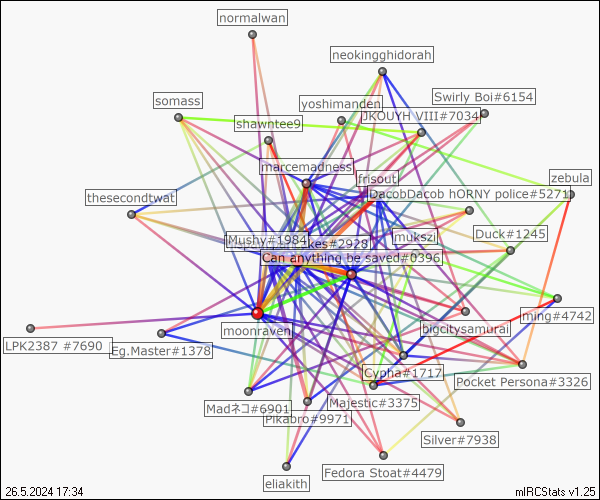 normalwan
neokingghidorah
somass
yoshimanden
Swirly Boi#6154
shawntee9
JKOUYH VIII#7034
marcemadness
frisout
zebula
thesecondtwat
DacobDacob hORNY police#5271
Mushy#1984
kes#2928
mukszi
Duck#1245
Can anything be saved#0396
moonraven
bigcitysamurai
ming#4742
LPK2387 #7690
Eg.Master#1378
Cypha#1717
Pocket Persona#3326
Madネコ#6901
Majestic#3375
Pikabro#9971
Silver#7938
Fedora Stoat#4479
eliakith
26.5.2024 17:34
mIRCStats v1.25